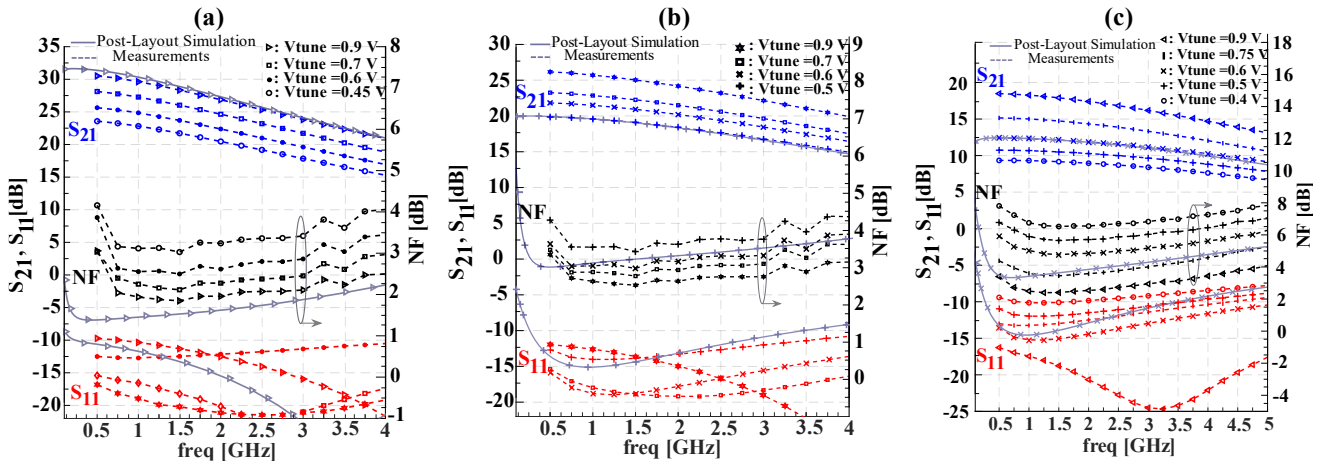 (a)
Post-Layout Simulation
Measurements
: Vtune =0.9 V
: Vtune =0.7 V
: Vtune =0.6 V
: Vtune =0.45 V
S21
NF
S11
35
30
25
20
15
10
5
0
-5
-10
-15
-20
S21, S11[dB]
8
7
6
5
4
3
2
1
0
-1
NF [dB]
0.5 1 1.5 2 2.5 3 3.5 4
freq [GHz]
(b)
Post-Layout Simulation
Measurements
: Vtune =0.9 V
: Vtune =0.7 V
: Vtune =0.6 V
: Vtune =0.5 V
S21
NF
S11
30
25
20
15
10
5
0
-5
-10
-15
-20
S21, S11[dB]
9
8
7
6
5
4
3
2
1
0
NF [dB]
0.5 1 1.5 2 2.5 3 3.5 4
freq [GHz]
(c)
Post-Layout Simulation
Measurements
: Vtune =0.9 V
: Vtune =0.75 V
: Vtune =0.6 V
: Vtune =0.5 V
: Vtune =0.4 V
S21
NF
S11
20
15
10
5
0
-5
-10
-15
-20
-25
S21, S11[dB]
18
16
14
12
10
8
6
4
2
0
-2
-4
NF [dB]
0.5 1 1.5 2 2.5 3 3.5 4 4.5 5
freq [GHz]